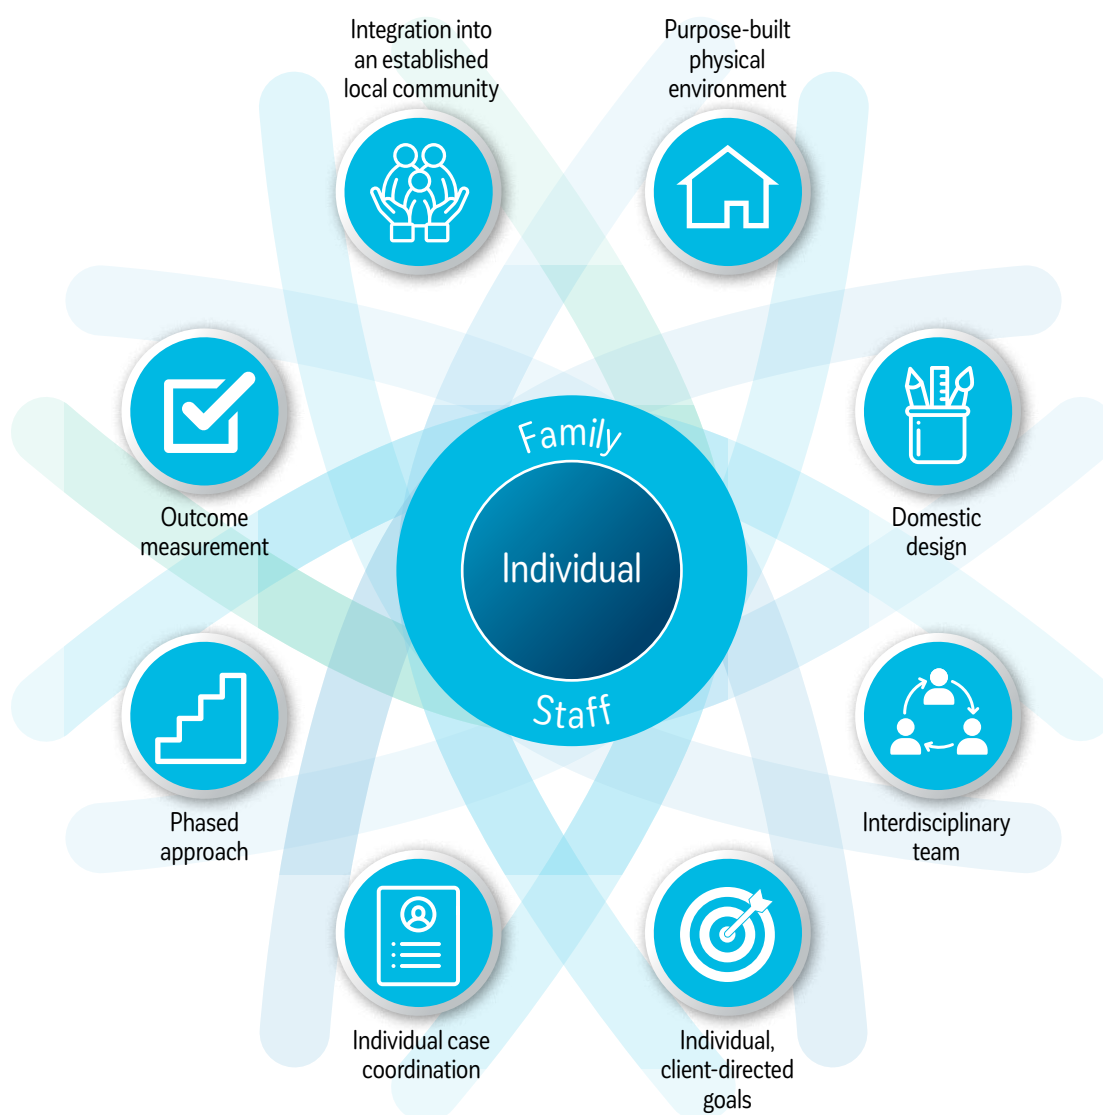 Integration into
an established
local community
Purpose-built
physical
environment
Outcome
measurement
Family
Individual
Staff
Domestic
design
Phased
approach
Interdisciplinary
team
Individual case
coordination
Individual,
client-directed
goals